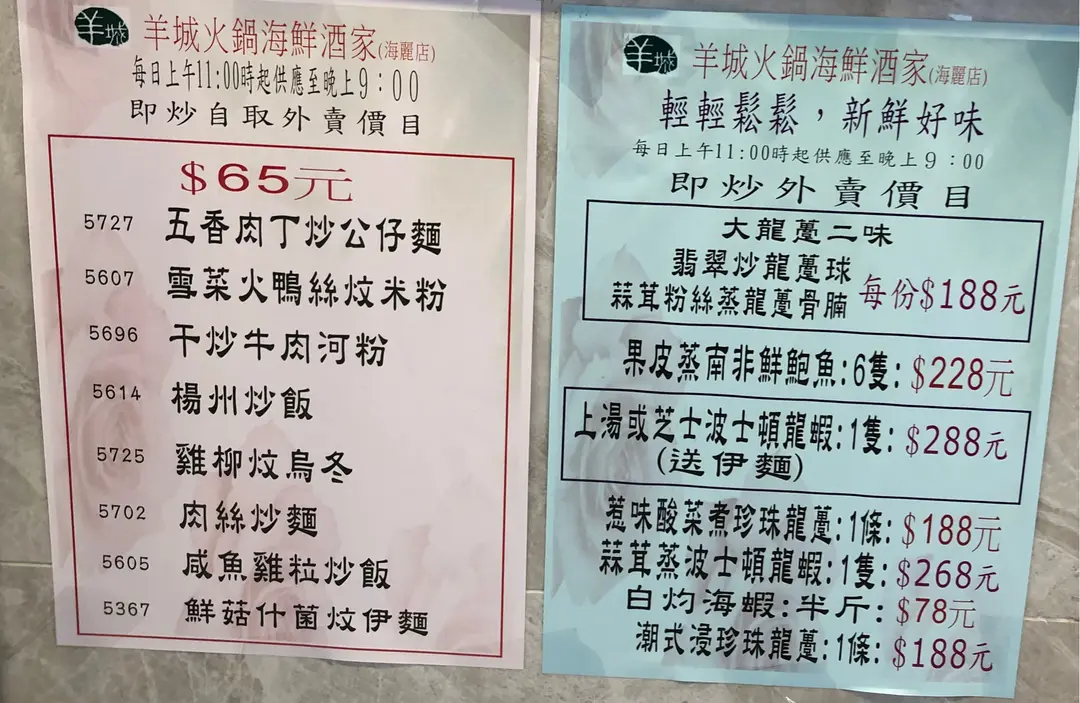 羊城
羊城火鍋海鮮酒家(海麗店)
每日上午11:00時起供應至晚上9:00
即炒自取外賣價目
$65元
5727 五香肉丁炒公仔麵
5607 雪菜火鴨絲炆米粉
5696 干炒牛肉河粉
5614 楊州炒飯
5725 雞柳炆烏冬
5702 肉絲炒麵
5605 咸魚雞粒炒飯
5367 鮮菇什菌炆伊麵
羊城
羊城火鍋海鮮酒家(海麗店)
輕輕鬆鬆，新鮮好味
每日上午11:00時起供應至晚上9:00
即炒外賣價目
大龍躉二味
翡翠炒龍躉球
蒜茸粉絲蒸龍躉骨腩 每份$188元
果皮蒸南非鮮鮑魚:6隻: $228元
上湯或芝士波士頓龍蝦:1隻: $288元
(送伊麵)
惹味酸菜煮珍珠龍躉:1條: $188元
蒜茸蒸波士頓龍蝦:1隻: $268元
白灼海蝦:半斤: $78元
潮式浸珍珠龍躉:1條: $188元